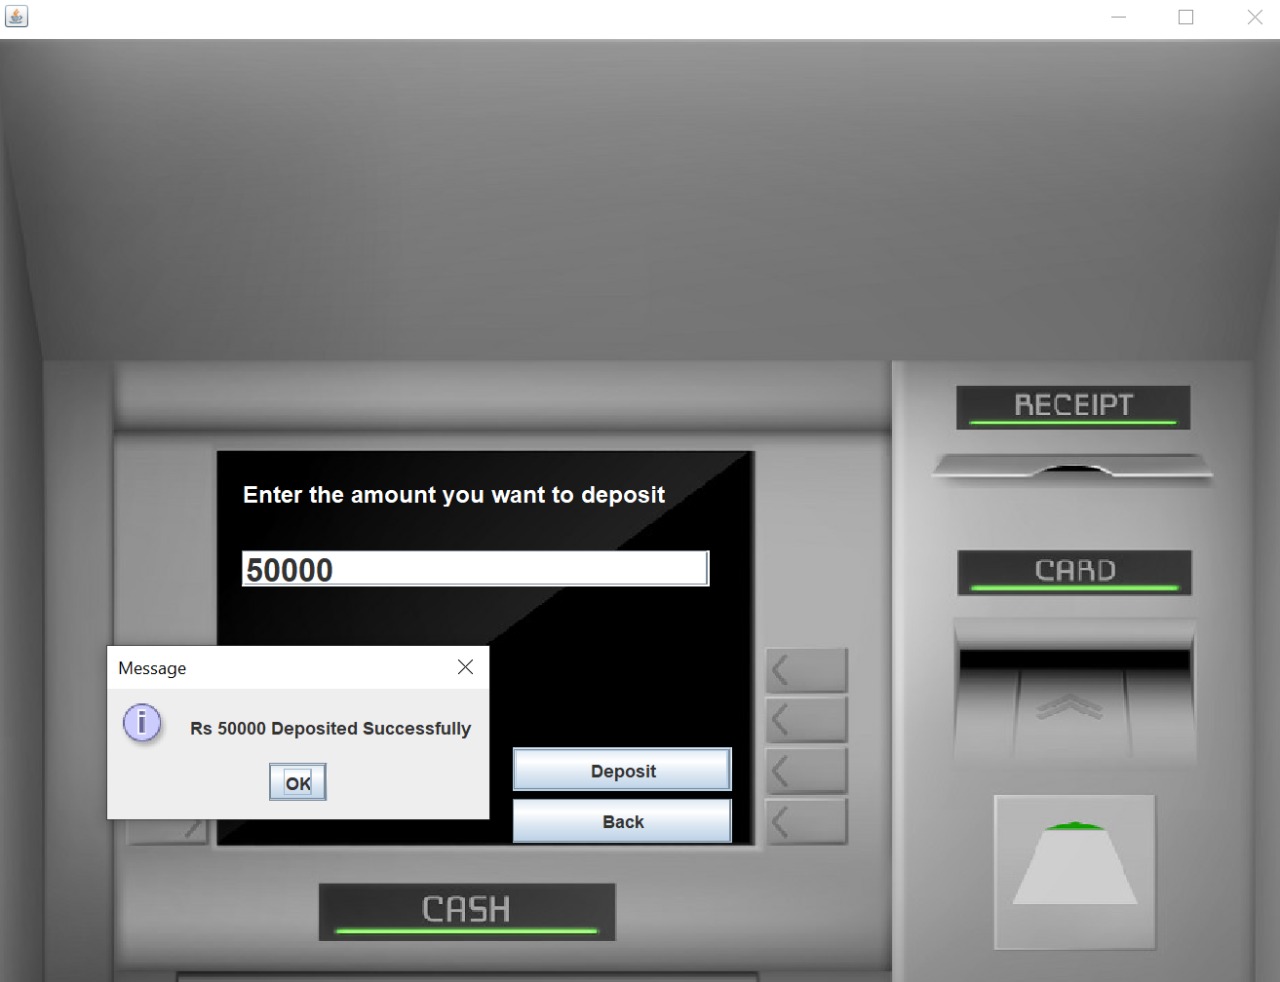 RECEIPT
Enter the amount you want to deposit
50000
CARD
Message
Rs 50000 Deposited Successfully
OK
Deposit
Back
CASH